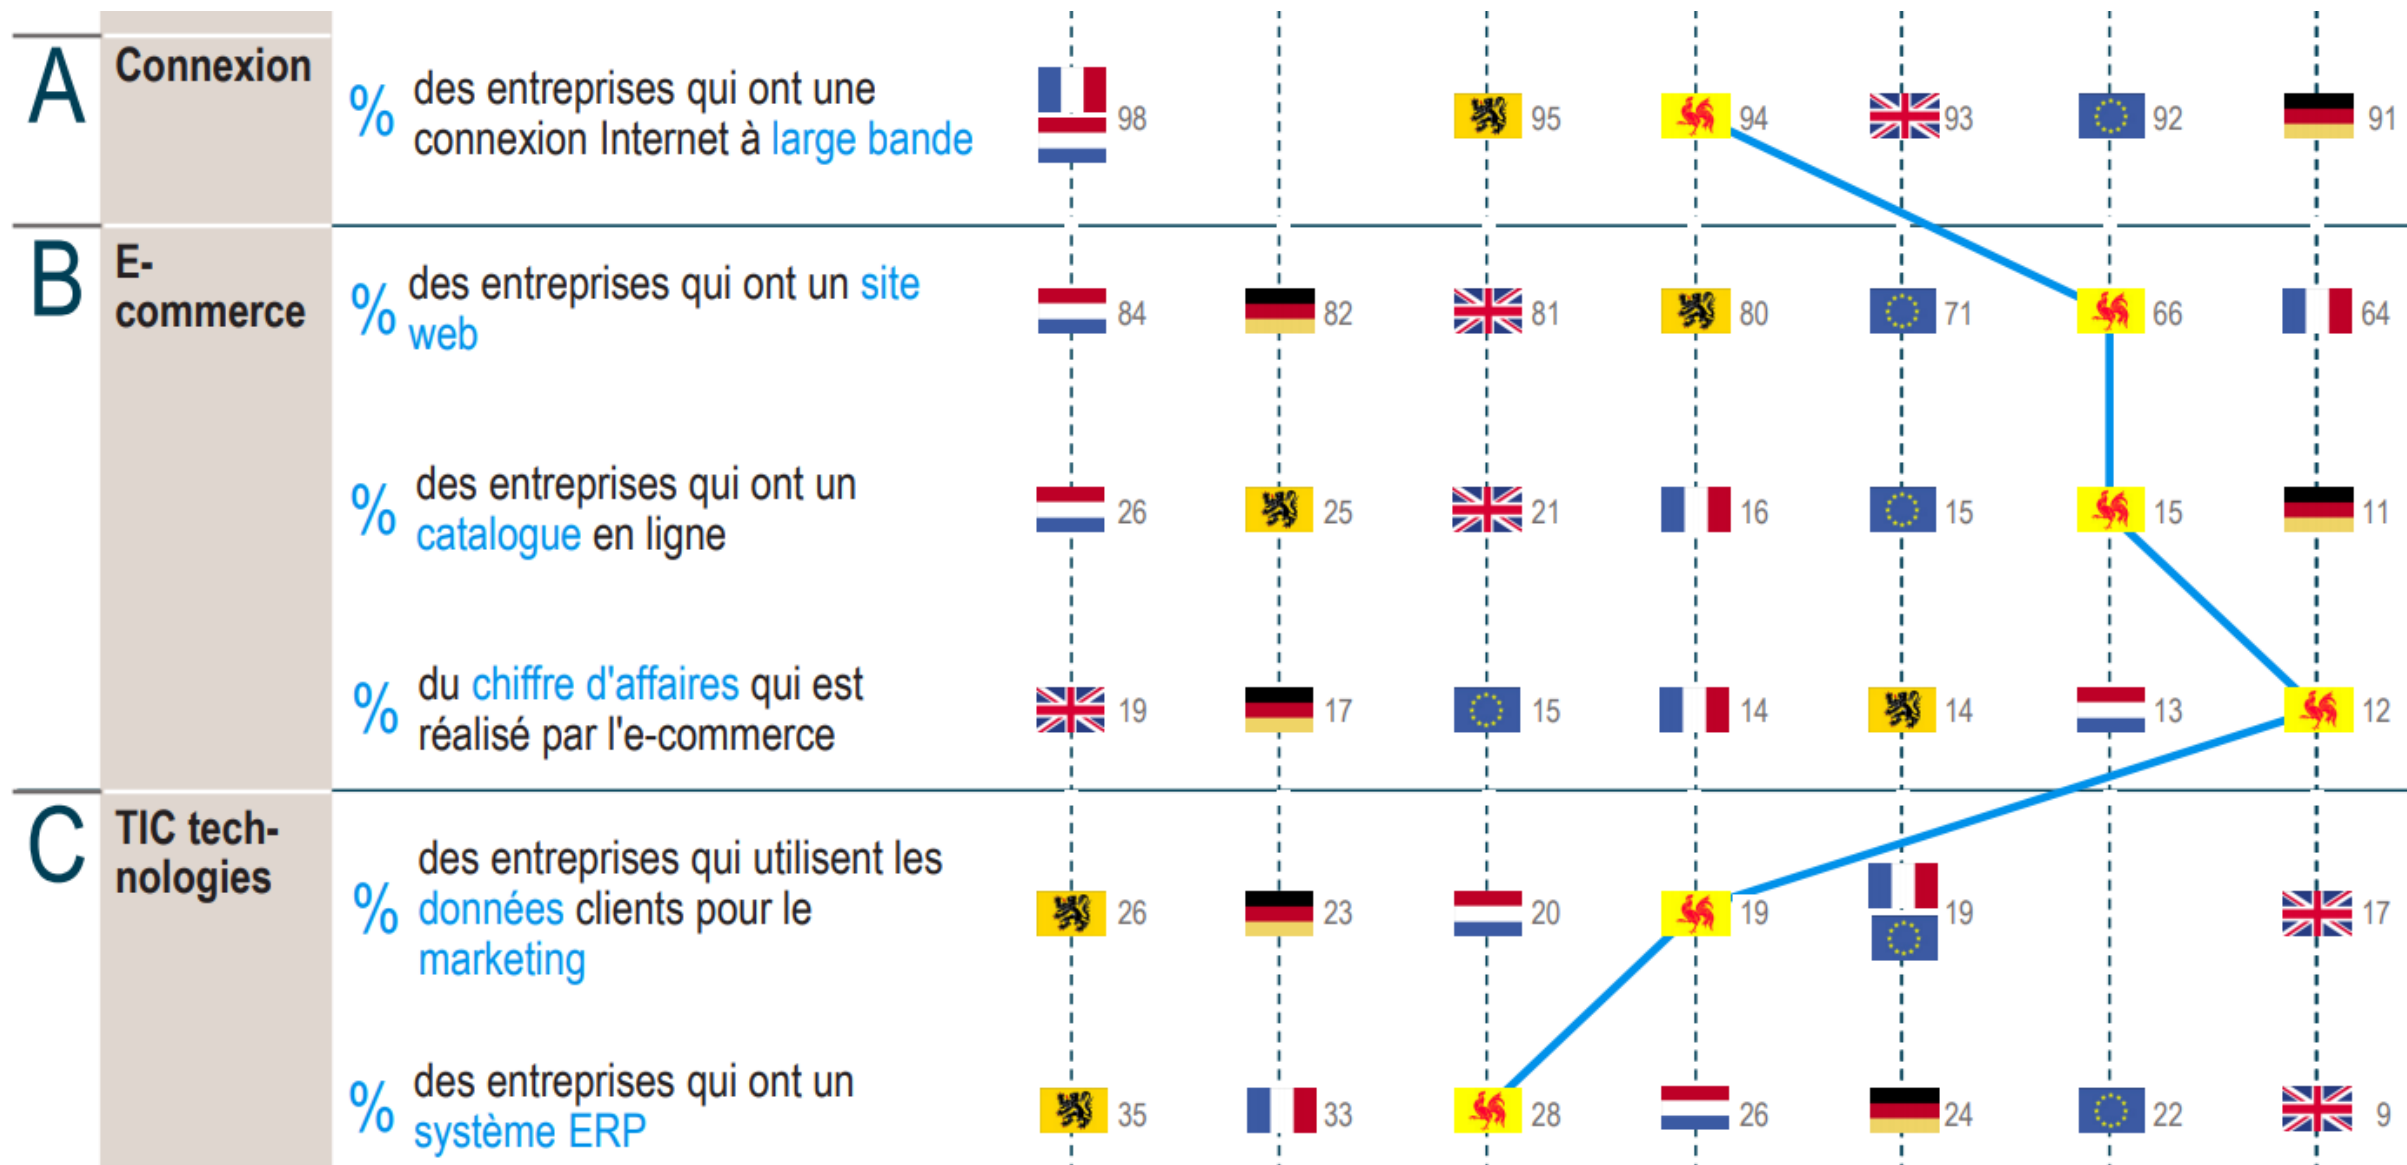 A
Connexion
% des entreprises qui ont une
connexion Internet à large bande
98
95
94
93
92
91
B
E-
commerce
% des entreprises qui ont un site
web
84
82
81
80
71
66
64
% des entreprises qui ont un
catalogue en ligne
26
25
21
16
15
15
11
% du chiffre d'affaires qui est
réalisé par l'e-commerce
19
17
15
14
14
13
12
C
TIC tech-
nologies
% des entreprises qui utilisent les
données clients pour le
marketing
26
23
20
19
19
17
% des entreprises qui ont un
système ERP
35
33
28
26
24
22
9